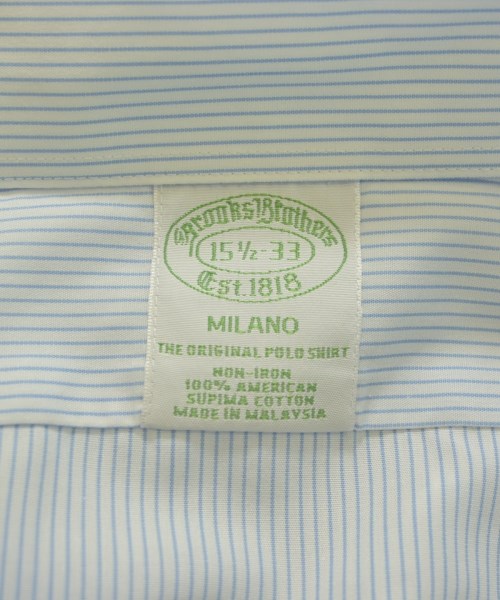 Brooks Brothers
15½-33
Est.1818
MILANO
THE ORIGINAL POLO SHIRT
NON-IRON
100% AMERICAN
SUPIMA COTTON
MADE IN MALAYSIA